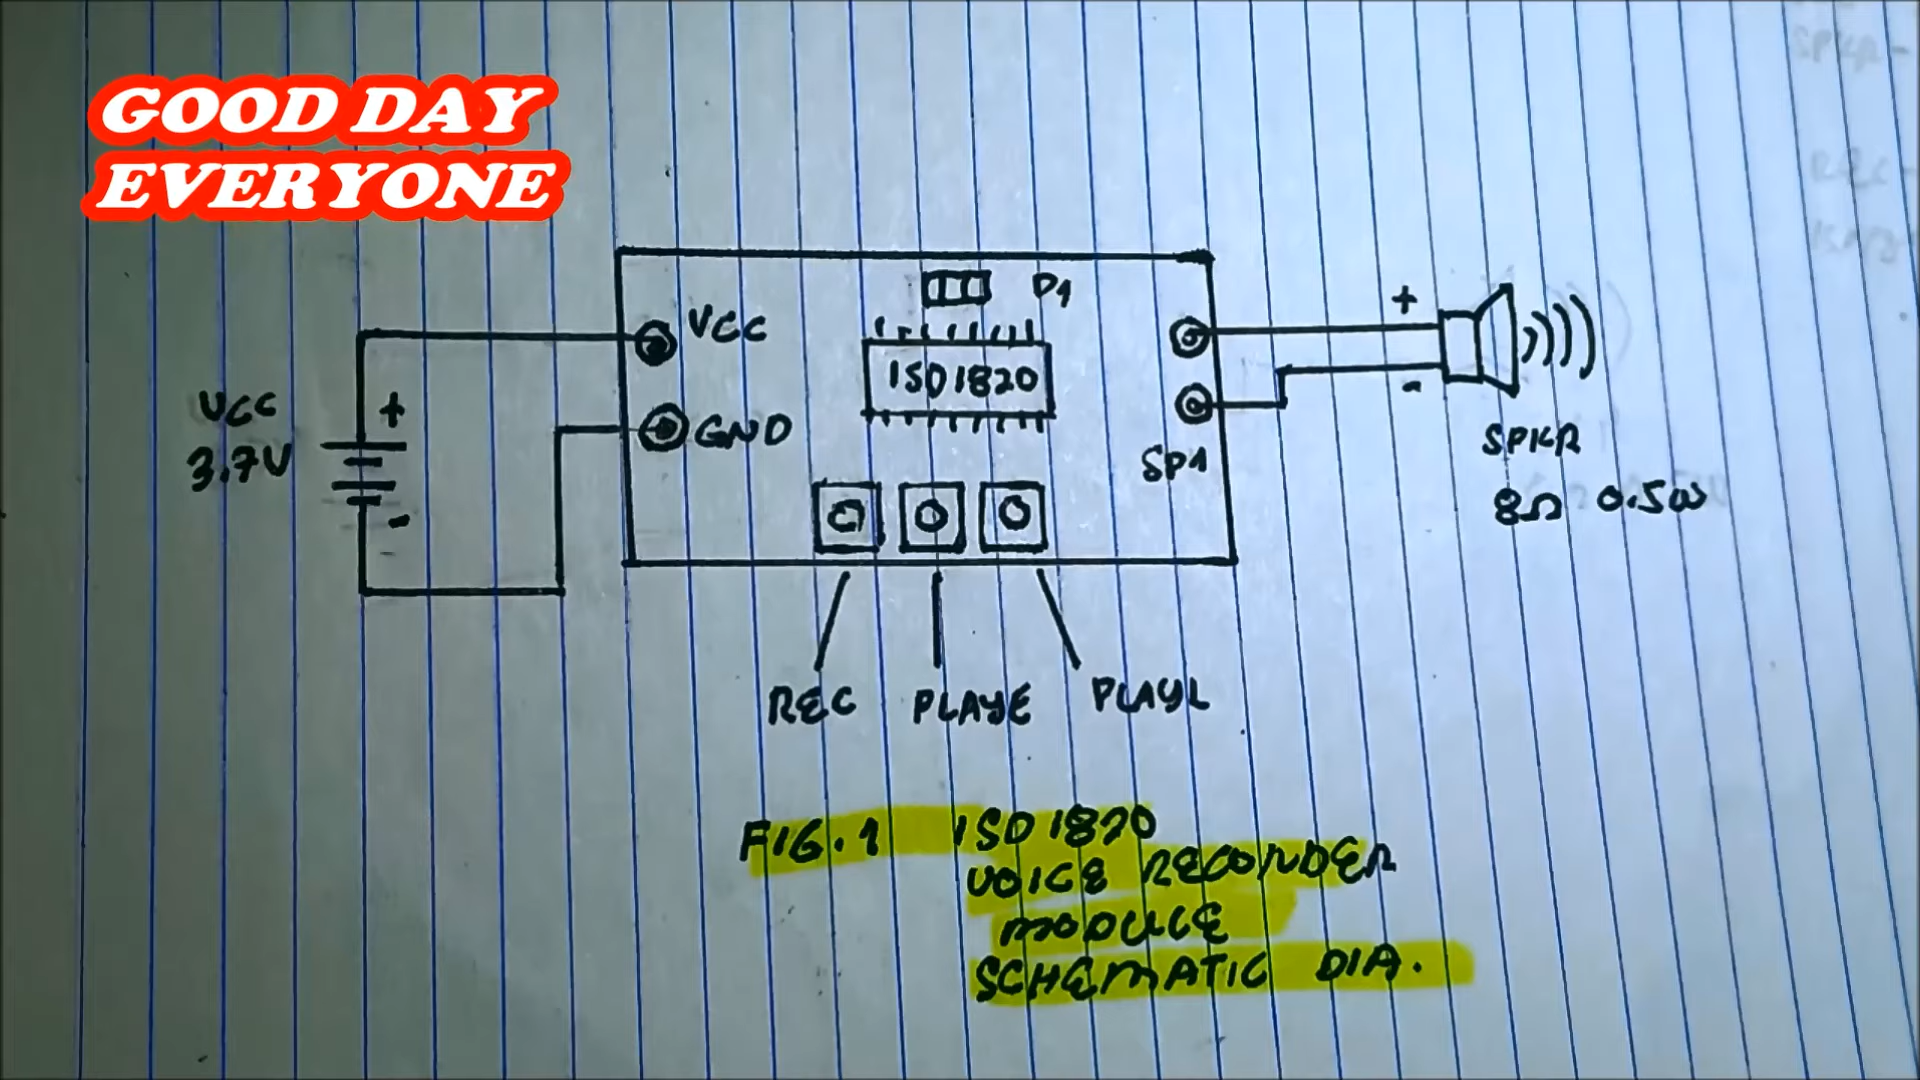 GOOD DAY
EVERYONE
P1
VCC
ISD1820
+
VCC
3.7V
+
-
GND
-
SP1
SPKR
8Ω 0.5W
REC
PLAYE
PLAYL
FIG. 1 ISD1820
VOICE RECORDER
MODULE
SCHEMATIC DIA.